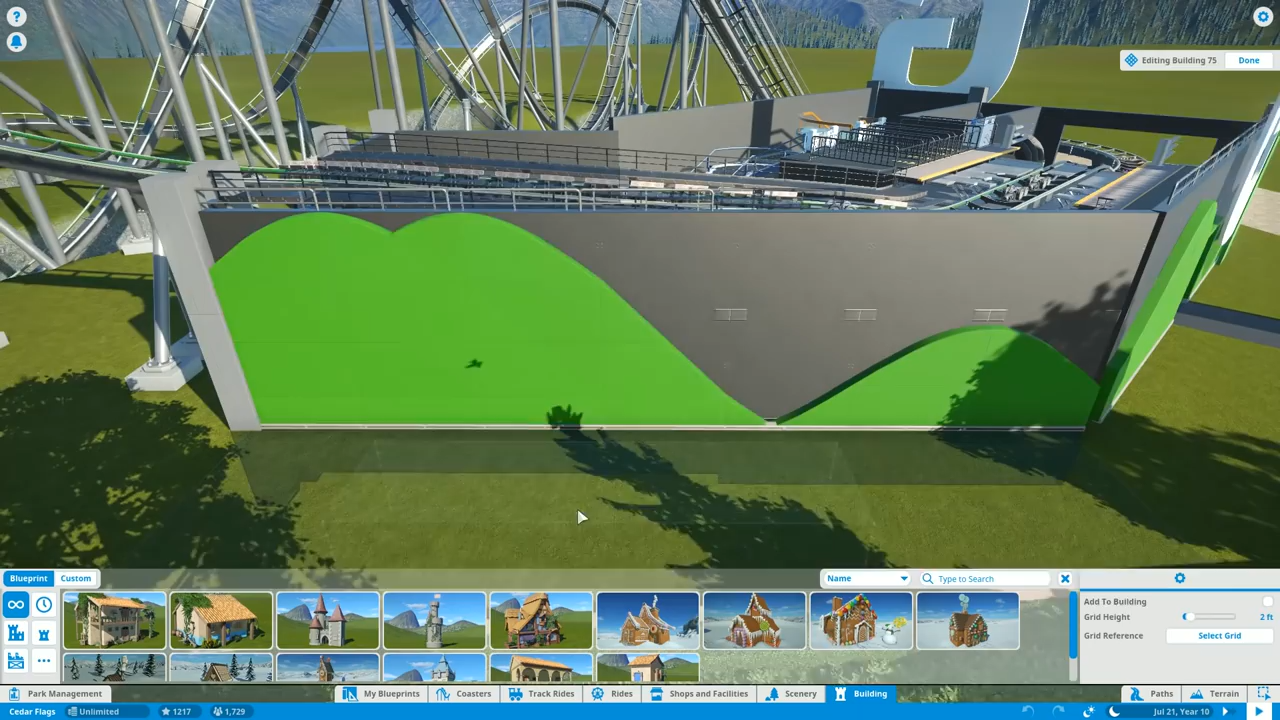 ?
Editing Building 75
Done
Blueprint
Custom
Name
Type to Search
Add To Building
Grid Height
2 ft
Grid Reference
Select Grid
Park Management
My Blueprints
Coasters
Track Rides
Rides
Shops and Facilities
Scenery
Building
Paths
Terrain
Cedar Flags
Unlimited
1217
1,729
Jul 21, Year 10